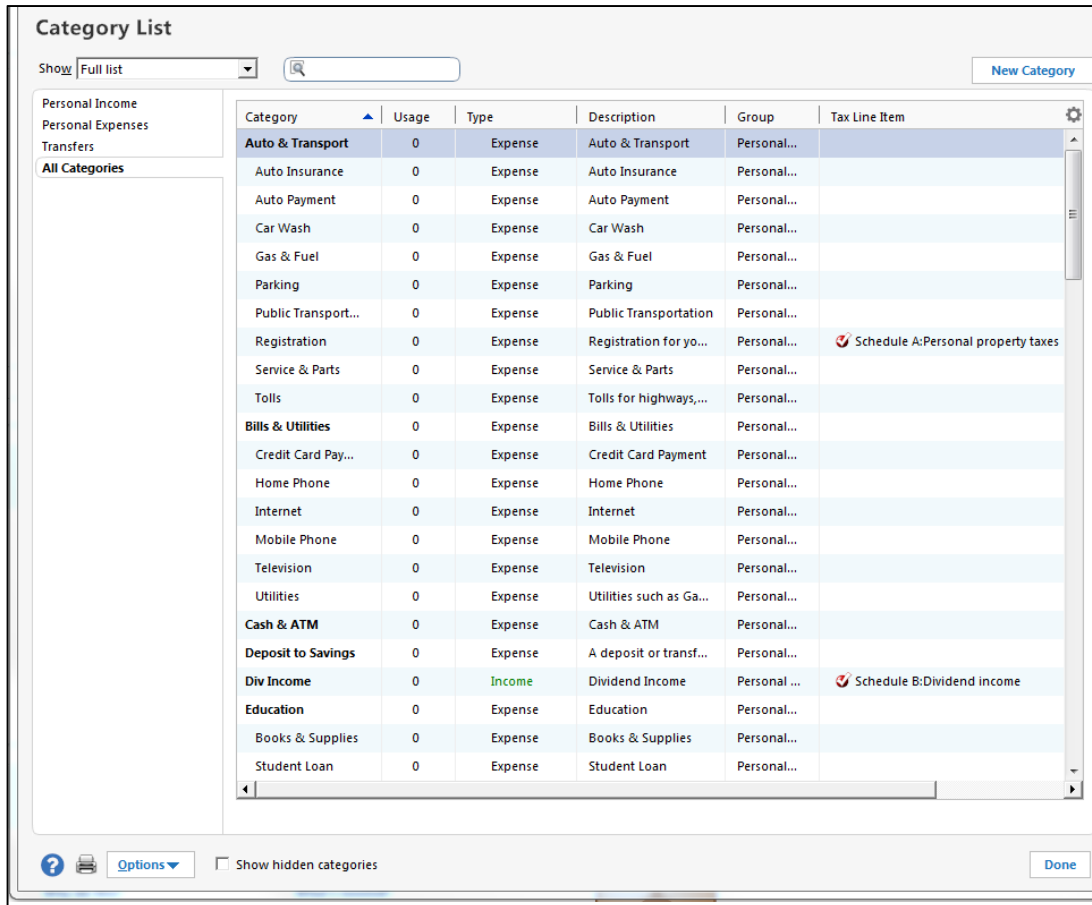 Category List
Show Full list
New Category
Personal Income
Personal Expenses
Transfers
All Categories
Category Usage Type Description Group Tax Line Item
Auto & Transport 0 Expense Auto & Transport Personal...
Auto Insurance 0 Expense Auto Insurance Personal...
Auto Payment 0 Expense Auto Payment Personal...
Car Wash 0 Expense Car Wash Personal...
Gas & Fuel 0 Expense Gas & Fuel Personal...
Parking 0 Expense Parking Personal...
Public Transport... 0 Expense Public Transportation Personal...
Registration 0 Expense Registration for yo... Personal... Schedule A:Personal property taxes
Service & Parts 0 Expense Service & Parts Personal...
Tolls 0 Expense Tolls for highways,... Personal...
Bills & Utilities 0 Expense Bills & Utilities Personal...
Credit Card Pay... 0 Expense Credit Card Payment Personal...
Home Phone 0 Expense Home Phone Personal...
Internet 0 Expense Internet Personal...
Mobile Phone 0 Expense Mobile Phone Personal...
Television 0 Expense Television Personal...
Utilities 0 Expense Utilities such as Ga... Personal...
Cash & ATM 0 Expense Cash & ATM Personal...
Deposit to Savings 0 Expense A deposit or transf... Personal...
Div Income 0 Income Dividend Income Personal ... Schedule B:Dividend income
Education 0 Expense Education Personal...
Books & Supplies 0 Expense Books & Supplies Personal...
Student Loan 0 Expense Student Loan Personal...
? Options Show hidden categories Done